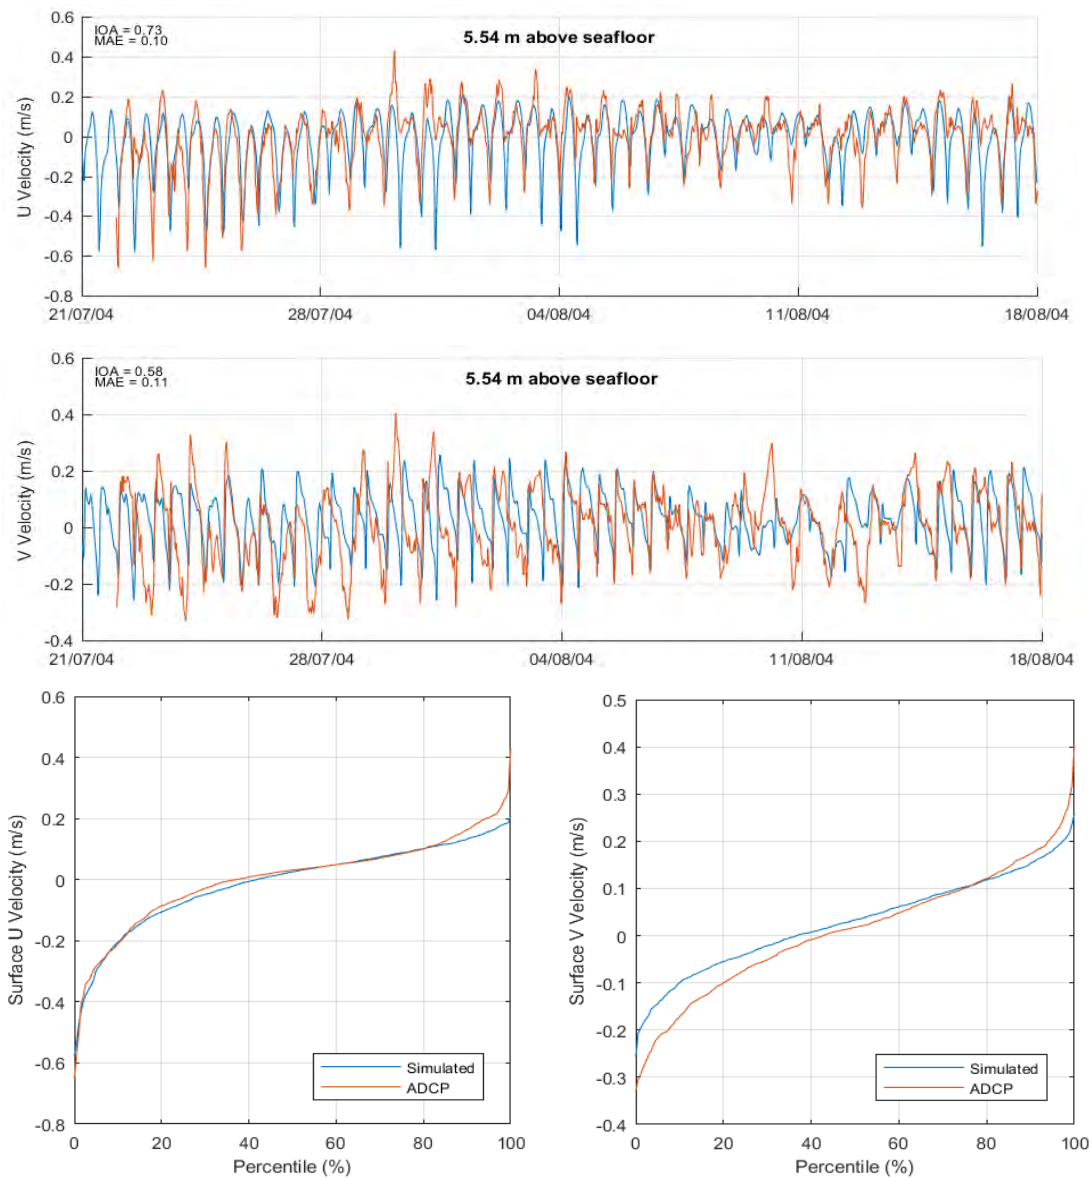 0.6
IOA = 0.73
MAE = 0.10
5.54 m above seafloor
0.4
0.2
0
-0.2
-0.4
-0.6
-0.8
U Velocity (m/s)
21/07/04 28/07/04 04/08/04 11/08/04 18/08/04
0.6
IOA = 0.58
MAE = 0.11
5.54 m above seafloor
0.4
0.2
0
-0.2
-0.4
V Velocity (m/s)
21/07/04 28/07/04 04/08/04 11/08/04 18/08/04
0.6
0.4
0.2
0
-0.2
-0.4
-0.6
-0.8
Surface U Velocity (m/s)
Simulated
ADCP
0 20 40 60 80 100
Percentile (%)
0.5
0.4
0.3
0.2
0.1
0
-0.1
-0.2
-0.3
-0.4
Surface V Velocity (m/s)
Simulated
ADCP
0 20 40 60 80 100
Percentile (%)